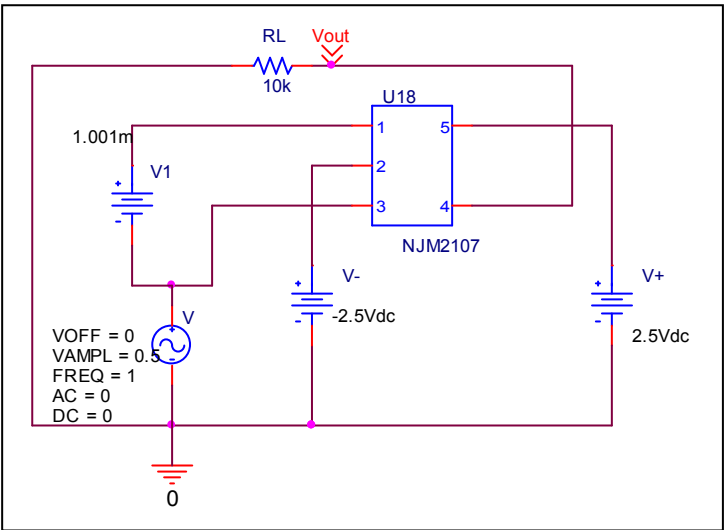 RL Vout
10k
U18
1.001m
1 5
V1
2
3 4
NJM2107
V- V+
-2.5Vdc
V
VOFF = 0
2.5Vdc
VAMPL = 0.5
FREQ = 1
AC = 0
DC = 0
0